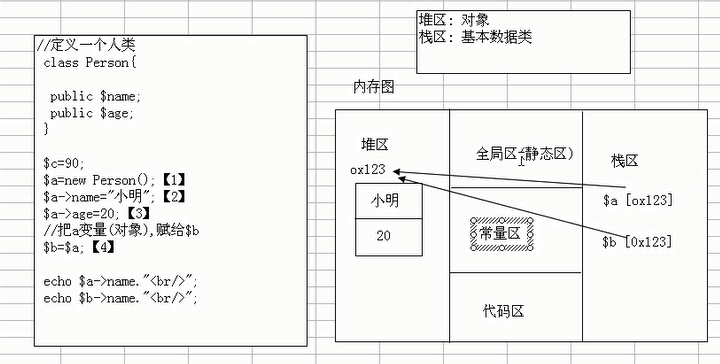 //定义一个人类
class Person{
public $name;
public $age;
}
$c=90;
$a=new Person();【1】
$a->name="小明";【2】
$a->age=20;【3】
//把a变量(对象),赋给$b
$b=$a;【4】
echo $a->name."<br/>";
echo $b->name."<br/>";
堆区: 对象
栈区: 基本数据类
内存图
堆区
ox123
小明
20
全局区(静态区)
常量区
代码区
栈区
$a [ox123]
$b [0x123]